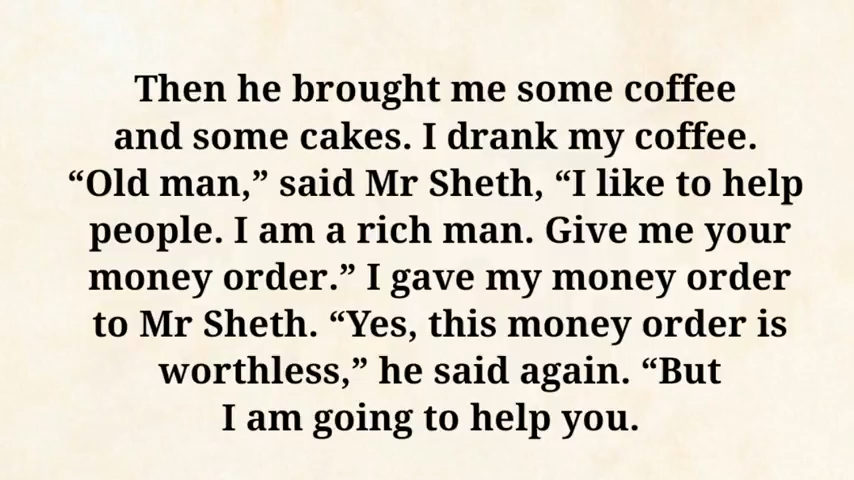 Then he brought me some coffee
and some cakes. I drank my coffee.
“Old man,” said Mr Sheth, “I like to help
people. I am a rich man. Give me your
money order.” I gave my money order
to Mr Sheth. “Yes, this money order is
worthless,” he said again. “But
I am going to help you.